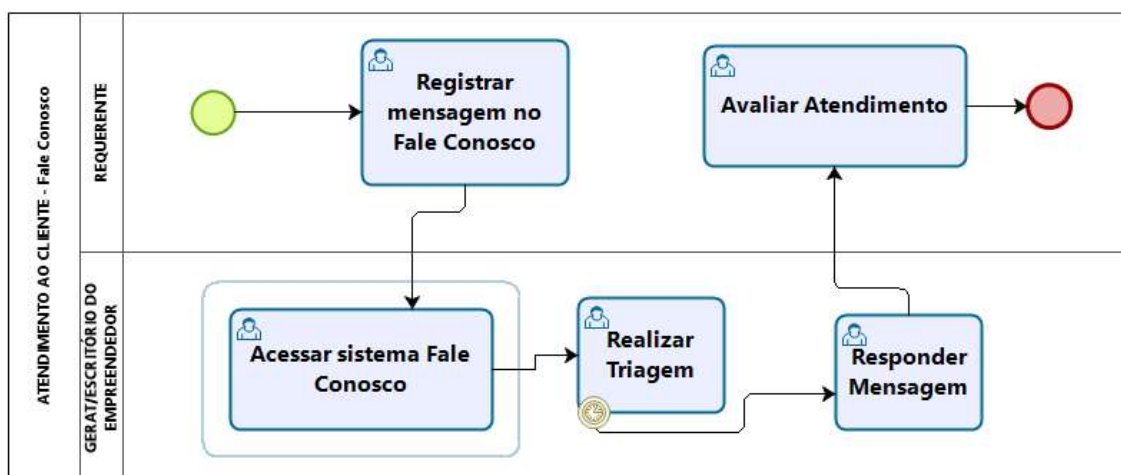 ATENDIMENTO AO CLIENTE - Fale Conosco
REQUERENTE
Registrar
mensagem no
Fale Conosco
Avaliar Atendimento
GERAT/ESCRITÓRIO DO
EMPREENDEDOR
Acessar sistema Fale
Conosco
Realizar
Triagem
Responder
Mensagem